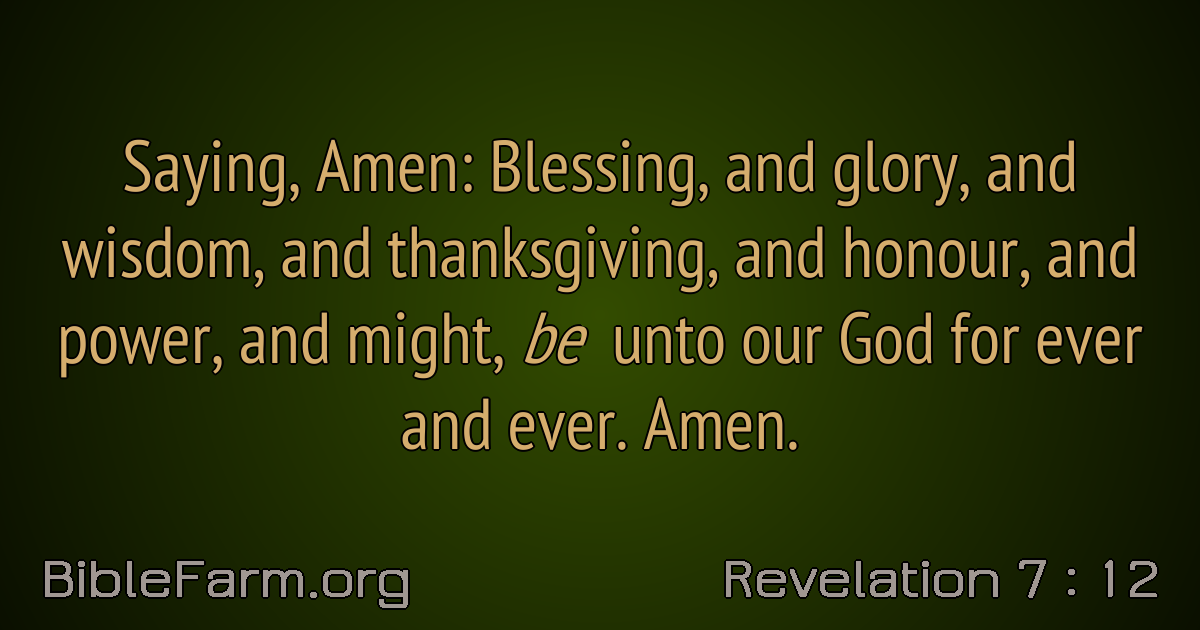 Saying, Amen: Blessing, and glory, and
wisdom, and thanksgiving, and honour, and
power, and might, be unto our God for ever
and ever. Amen.
BibleFarm.org
Revelation 7 : 12